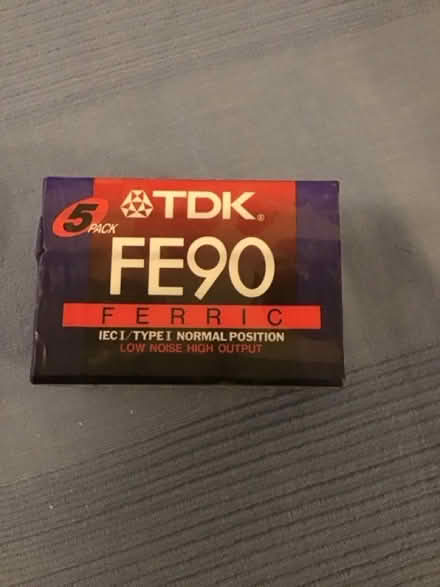 5 PACK
TDK®
FE90
FERRIC
IEC I/TYPE I NORMAL POSITION
LOW NOISE HIGH OUTPUT